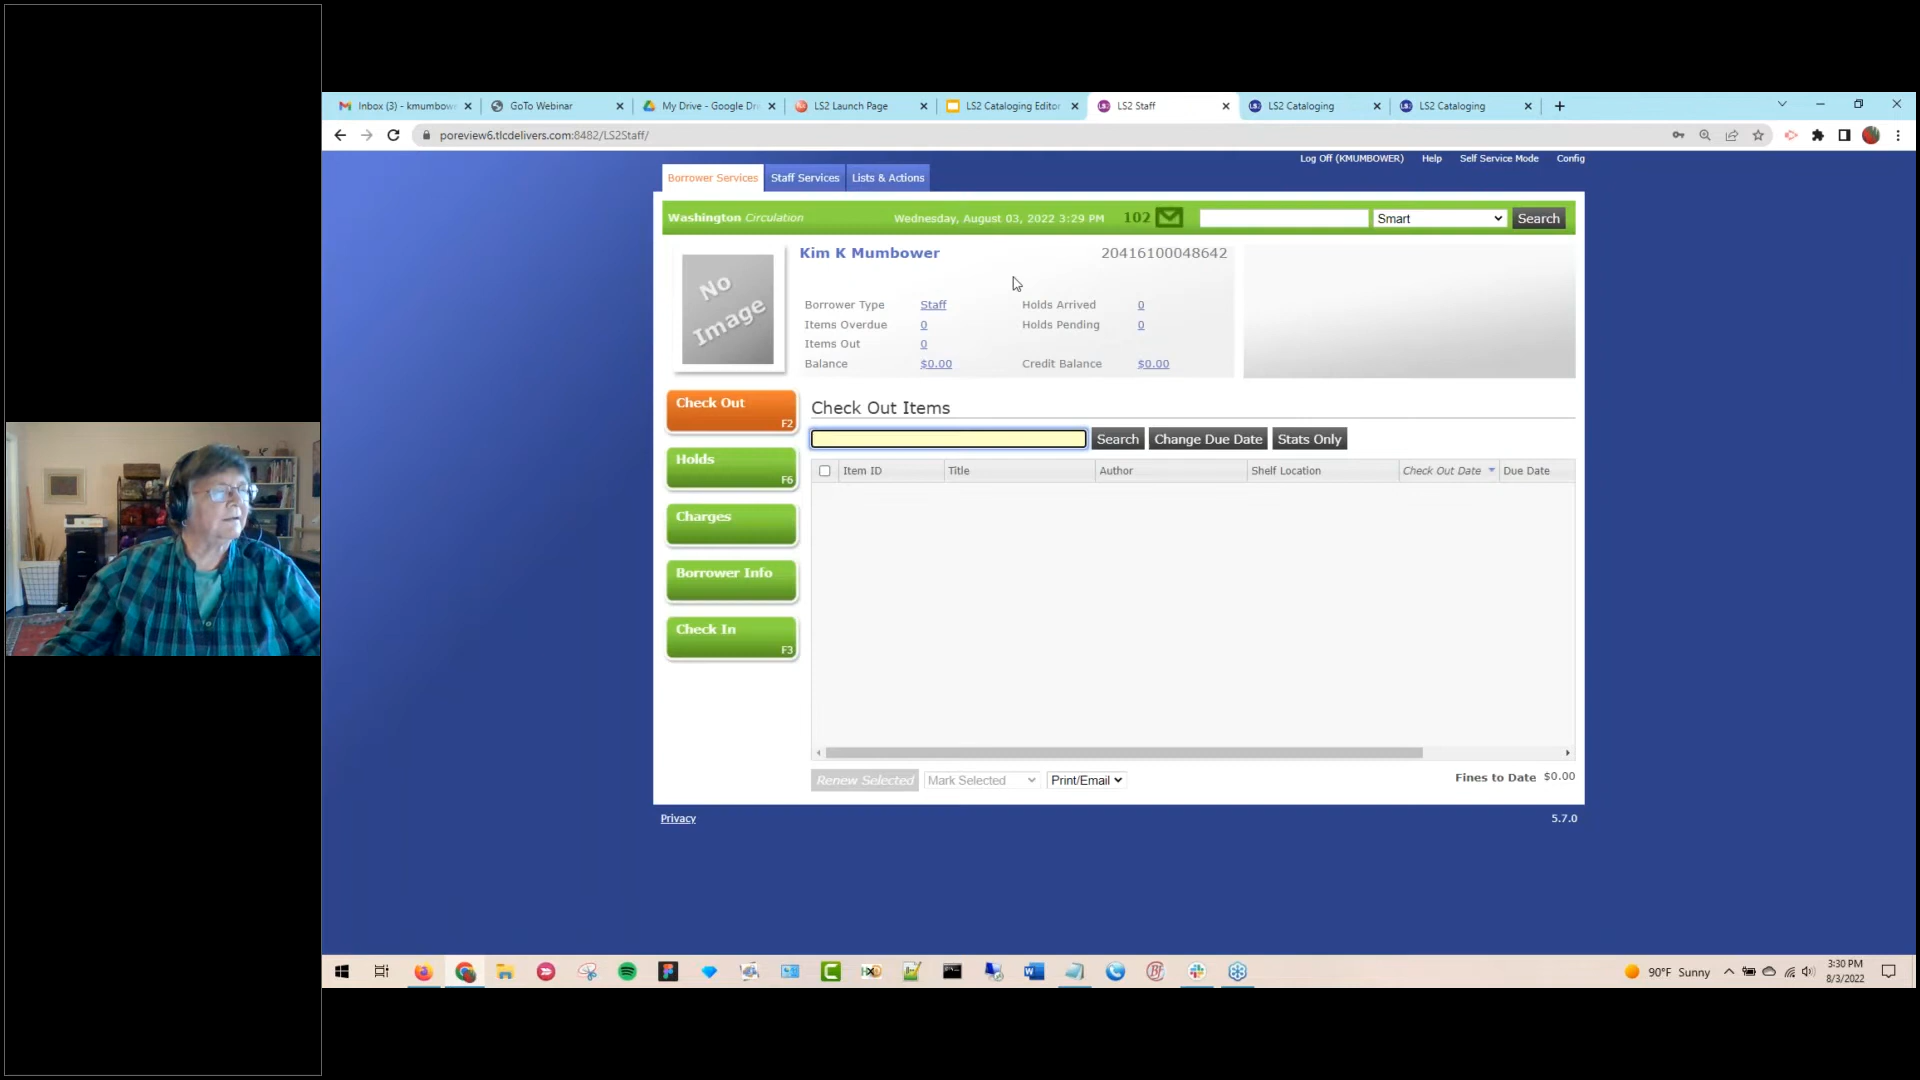 Inbox (3) - kmumbow
GoTo Webinar
My Drive - Google Dri
LS2 Launch Page
LS2 Cataloging Editor
LS2 Staff
LS2 Cataloging
LS2 Cataloging
poreview6.tlcdelivers.com:8482/LS2Staff/
Log Off (KMUMBOWER) Help Self Service Mode Config
Borrower Services Staff Services Lists & Actions
Washington Circulation Wednesday, August 03, 2022 3:29 PM 102 Smart Search
No Image
Kim K Mumbower 20416100048642
Borrower Type Staff Holds Arrived 0
Items Overdue 0 Holds Pending 0
Items Out 0
Balance $0.00 Credit Balance $0.00
Check Out F2
Holds F6
Charges
Borrower Info
Check In F3
Check Out Items
Search Change Due Date Stats Only
Item ID Title Author Shelf Location Check Out Date Due Date
Renew Selected Mark Selected Print/Email Fines to Date $0.00
Privacy 5.7.0
90°F Sunny 3:30 PM
8/3/2022